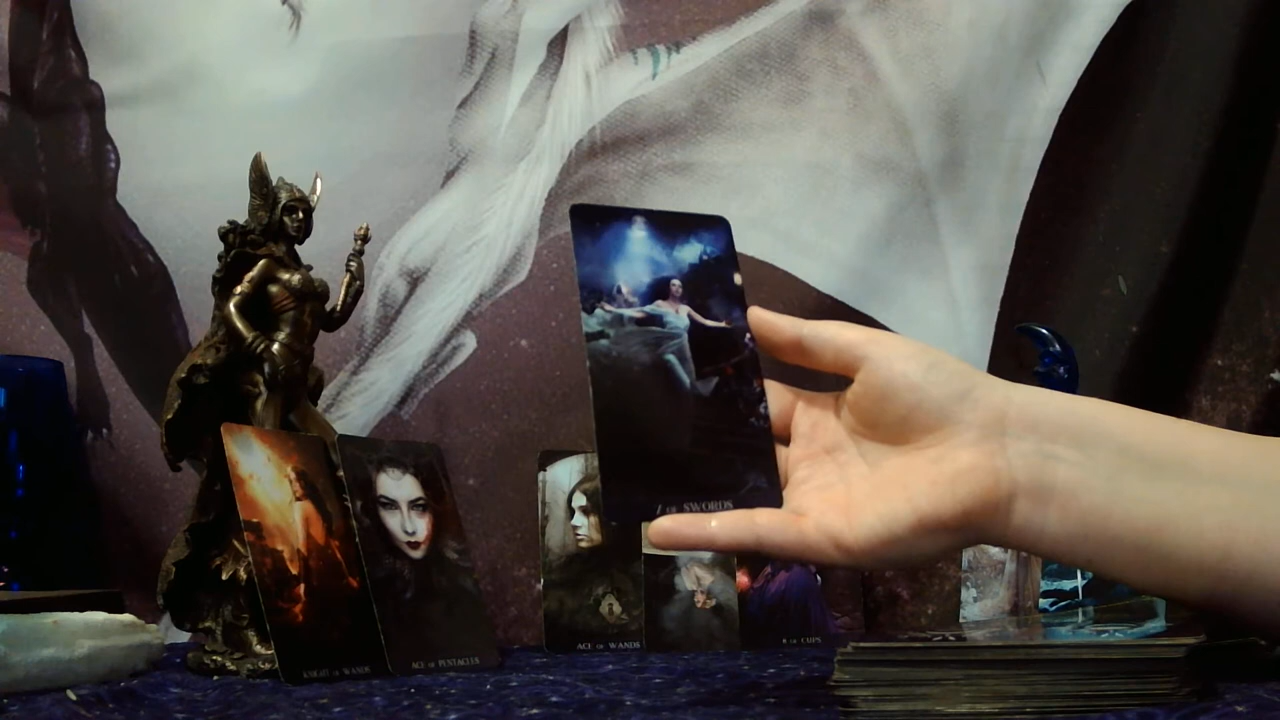 OF SWORDS
KNIGHT OF WANDS
ACE OF PENTACLES
ACE OF WANDS
OF CUPS